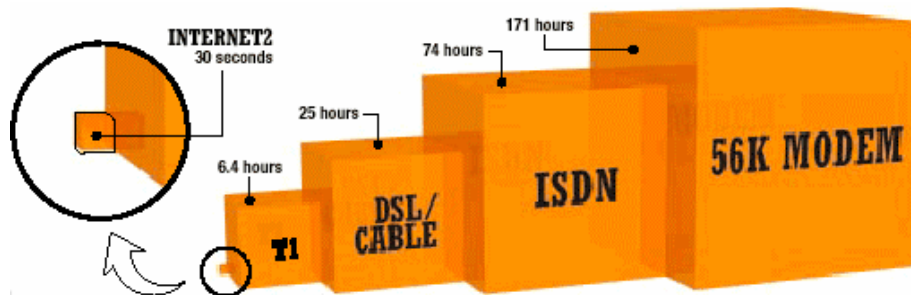 INTERNET2
30 seconds
6.4 hours
T1
25 hours
DSL/
CABLE
74 hours
ISDN
171 hours
56K MODEM